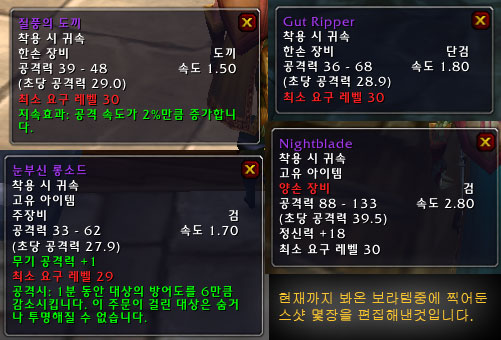 질풍의 도끼
착용 시 귀속
한손 장비 도끼
공격력 39 - 48 속도 1.50
(초당 공격력 29.0)
최소 요구 레벨 30
지속효과: 공격 속도가 2%만큼 증가합니
다.
Gut Ripper
착용 시 귀속
한손 장비 단검
공격력 36 - 68 속도 1.80
(초당 공격력 28.9)
최소 요구 레벨 30
눈부신 롱소드
착용 시 귀속
고유 아이템
주장비 검
공격력 33 - 62 속도 1.70
(초당 공격력 27.9)
무기 공격력 +1
최소 요구 레벨 29
공격시: 1분 동안 대상의 방어도를 6만큼
감소시킵니다. 이 주문이 걸린 대상은 숨거
나 투명해질 수 없습니다.
Nightblade
착용 시 귀속
고유 아이템
양손 장비 검
공격력 88 - 133 속도 2.80
(초당 공격력 39.5)
정신력 +18
최소 요구 레벨 30
현재까지 봐온 보라템중에 찍어둔
스샷 몇장을 편집해낸것입니다.